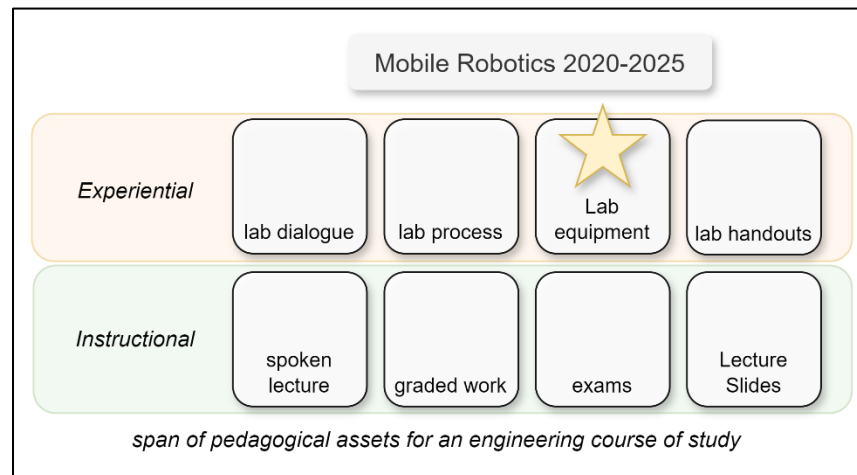 Mobile Robotics 2020-2025
Experiential
lab dialogue
lab process
Lab
equipment
lab handouts
Instructional
spoken
lecture
graded work
exams
Lecture
Slides
span of pedagogical assets for an engineering course of study